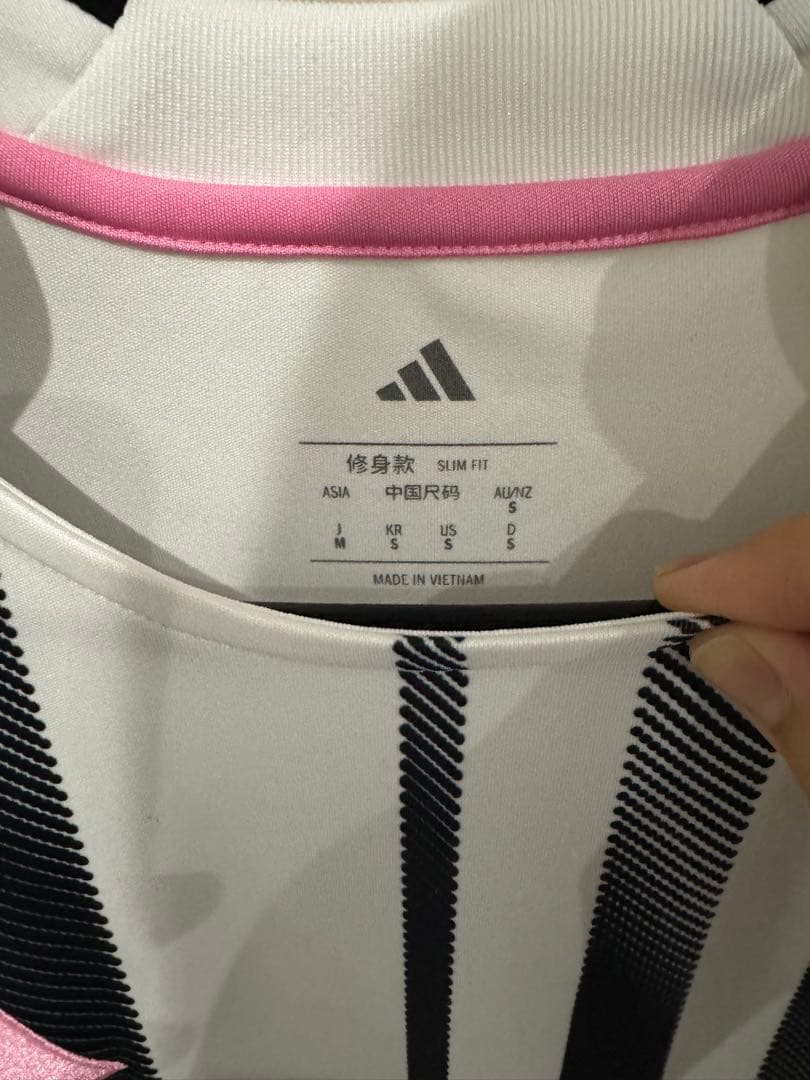 修身款 SLIM FIT
ASIA 中国尺码 AU/NZ
S
J KR US D
M S S S
MADE IN VIETNAM